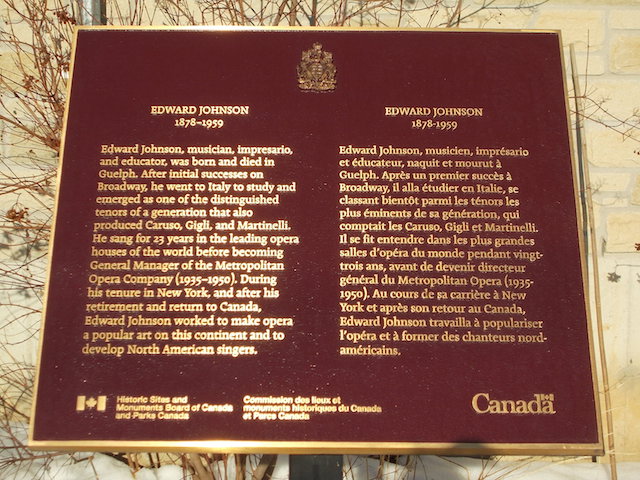 EDWARD JOHNSON
1878–1959
Edward Johnson, musician, impresario,
and educator, was born and died in
Guelph. After initial successes on
Broadway, he went to Italy to study and
emerged as one of the distinguished
tenors of a generation that also
produced Caruso, Gigli, and Martinelli.
He sang for 23 years in the leading opera
houses of the world before becoming
General Manager of the Metropolitan
Opera Company (1935–1950). During
his tenure in New York, and after his
retirement and return to Canada,
Edward Johnson worked to make opera
a popular art on this continent and to
develop North American singers.
EDWARD JOHNSON
1878-1959
Edward Johnson, musicien, imprésario
et éducateur, naquit et mourut à
Guelph. Après un premier succès à
Broadway, il alla étudier en Italie, se
classant bientôt parmi les ténors les
plus éminents de sa génération, qui
comptait les Caruso, Gigli et Martinelli.
Il se fit entendre dans les plus grandes
salles d'opéra du monde pendant vingt-
trois ans, avant de devenir directeur
général du Metropolitan Opera (1935-
1950). Au cours de sa carrière à New
York et après son retour au Canada,
Edward Johnson travailla à populariser
l'opéra et à former des chanteurs nord-
américains.
Historic Sites and
Monuments Board of Canada
and Parks Canada
Commission des lieux et
monuments historiques du Canada
et Parcs Canada
Canada